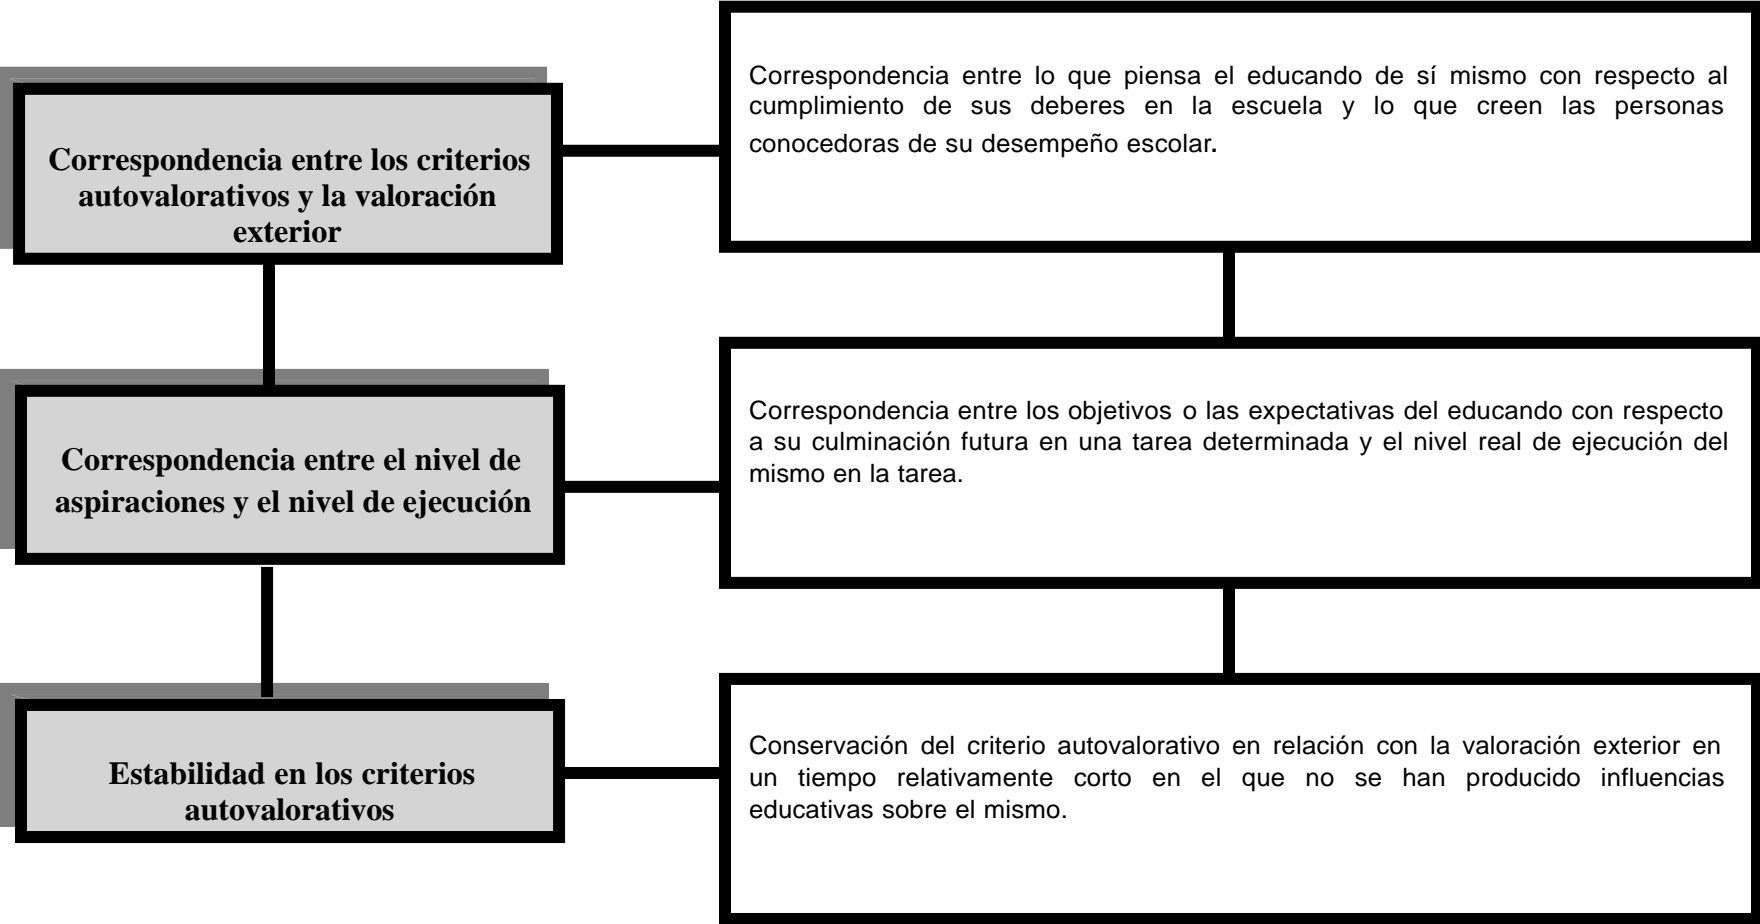 Correspondencia entre los criterios
autovalorativos y la valoración
exterior
Correspondencia entre lo que piensa el educando de sí mismo con respecto al
cumplimiento de sus deberes en la escuela y lo que creen las personas
conocedoras de su desempeño escolar.
Correspondencia entre el nivel de
aspiraciones y el nivel de ejecución
Correspondencia entre los objetivos o las expectativas del educando con respecto
a su culminación futura en una tarea determinada y el nivel real de ejecución del
mismo en la tarea.
Estabilidad en los criterios
autovalorativos
Conservación del criterio autovalorativo en relación con la valoración exterior en
un tiempo relativamente corto en el que no se han producido influencias
educativas sobre el mismo.